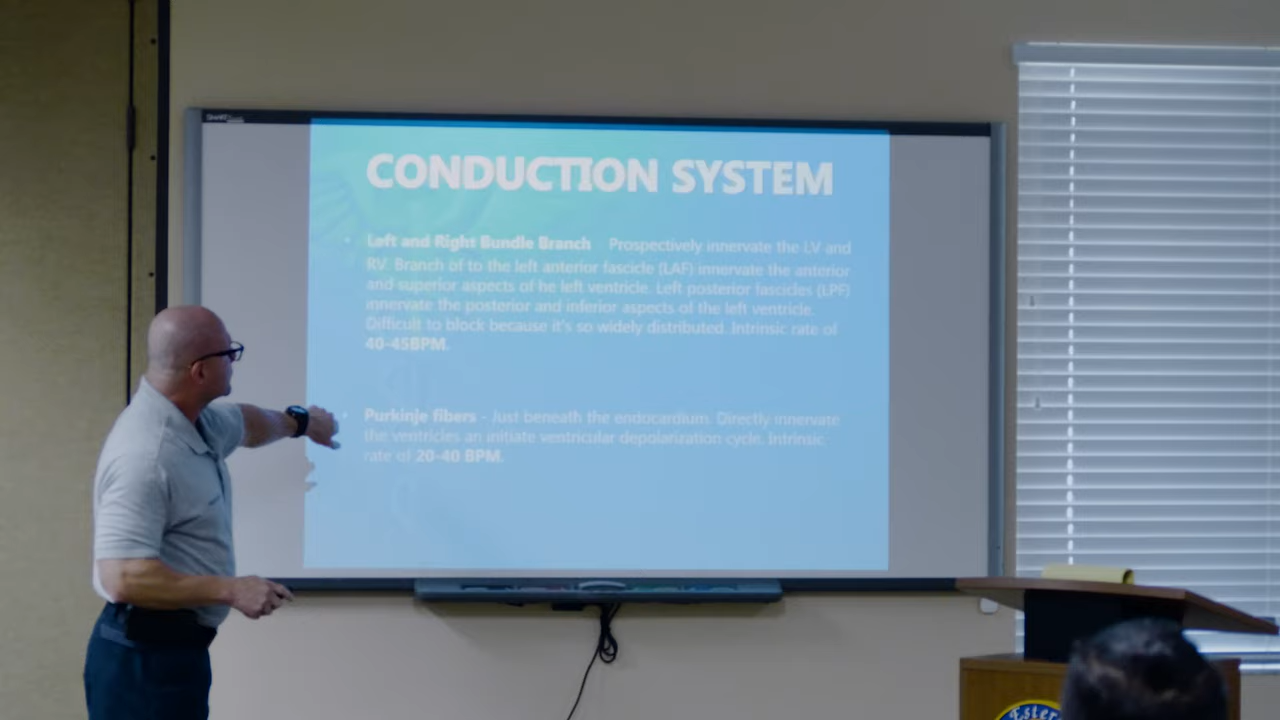 CONDUCTION SYSTEM
Left and Right Bundle Branch Prospectively innervate the LV and
RV. Branch of to the left anterior fascicle (LAF) innervate the anterior
and superior aspects of he left ventricle. Left posterior fascicles (LPF)
innervate the posterior and inferior aspects of the left ventricle.
Difficult to block because it's so widely distributed. Intrinsic rate of
40-45BPM.
Purkinje fibers - Just beneath the endocardium. Directly innervate
the ventricles an initiate ventricular depolarization cycle. Intrinsic
rate of 20-40 BPM.
Ester